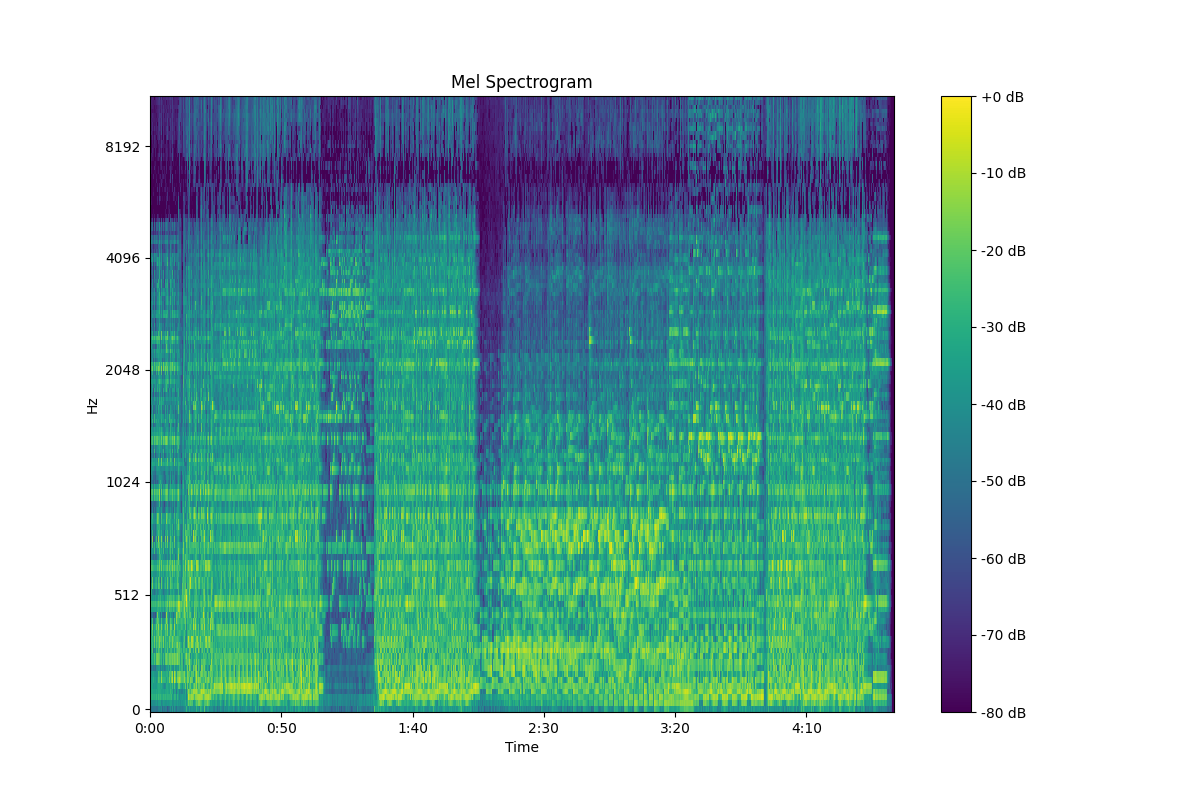 Mel Spectrogram
+0 dB
8192
-10 dB
-20 dB
4096
-30 dB
2048
-40 dB
Hz
1024
-50 dB
-60 dB
512
-70 dB
0
-80 dB
0:00 0:50 1:40 2:30 3:20 4:10
Time